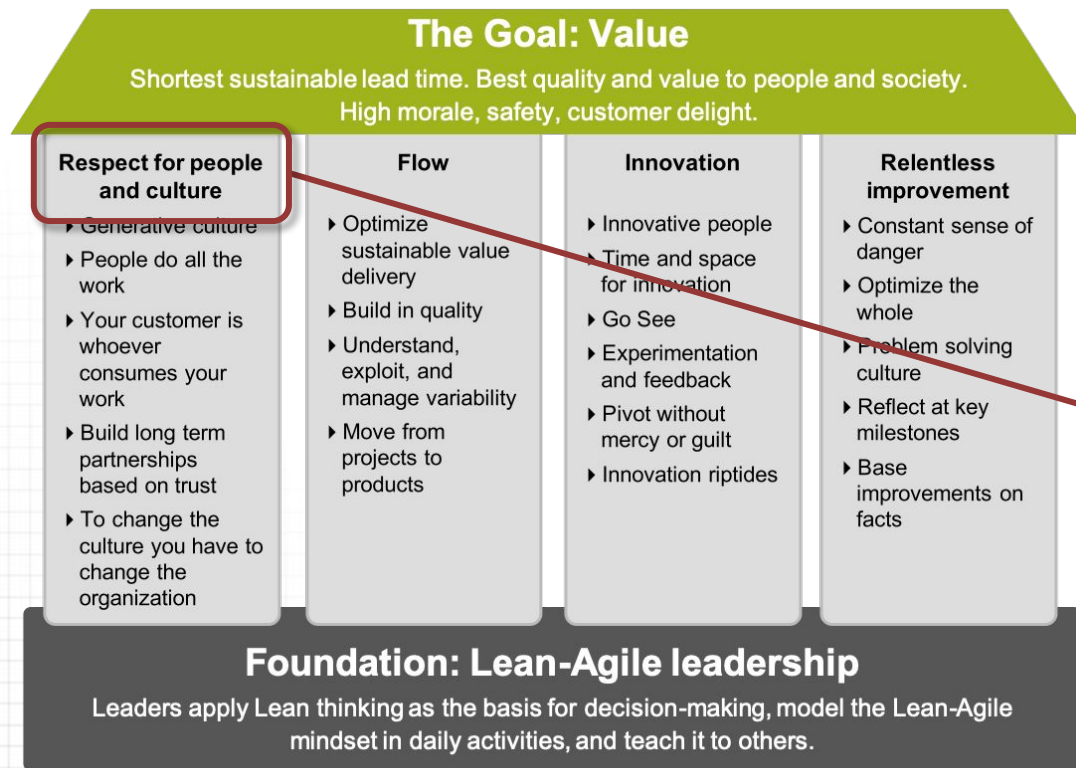 The Goal: Value
Shortest sustainable lead time. Best quality and value to people and society.
High morale, safety, customer delight.
Respect for people
and culture
Generative culture
People do all the
work
Your customer is
whoever
consumes your
work
Build long term
partnerships
based on trust
To change the
culture you have to
change the
organization
Flow
Optimize
sustainable value
delivery
Build in quality
Understand,
exploit, and
manage variability
Move from
projects to
products
Innovation
Innovative people
Time and space
for innovation
Go See
Experimentation
and feedback
Pivot without
mercy or guilt
Innovation riptides
Relentless
improvement
Constant sense of
danger
Optimize the
whole
Problem solving
culture
Reflect at key
milestones
Base
improvements on
facts
Foundation: Lean-Agile leadership
Leaders apply Lean thinking as the basis for decision-making, model the Lean-Agile
mindset in daily activities, and teach it to others.